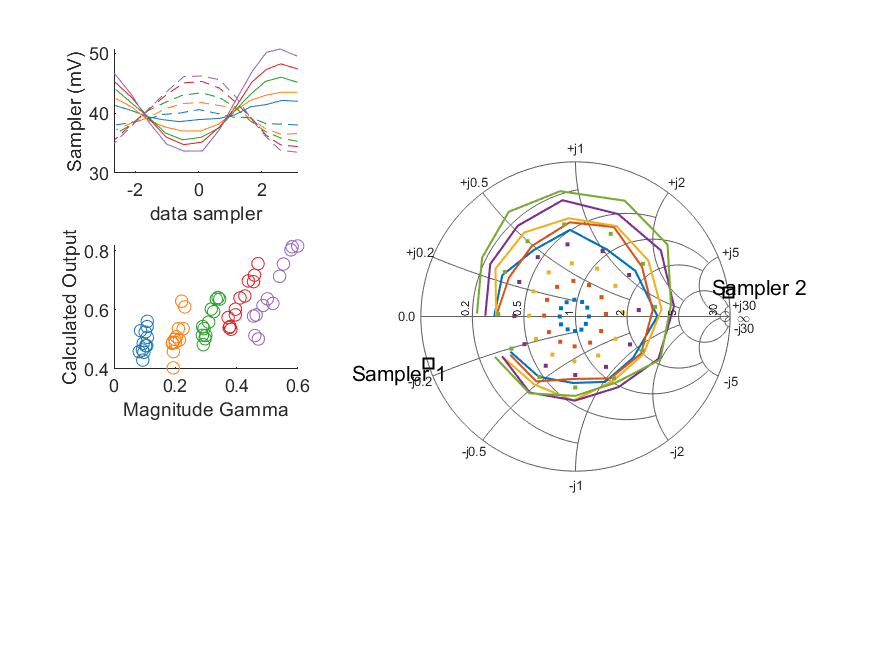 Sampler (mV)
50
40
30
-2
0
2
data sampler
Calculated Output
0.8
0.6
0.4
0
0.2
0.4
0.6
Magnitude Gamma
+j1
+j0.5
+j2
+j0.2
+j5
Sampler 2
0.0
0.2
0.5
1
2
5
30
+j30
∞
-j30
Sampler 1
-j0.2
-j5
-j0.5
-j2
-j1